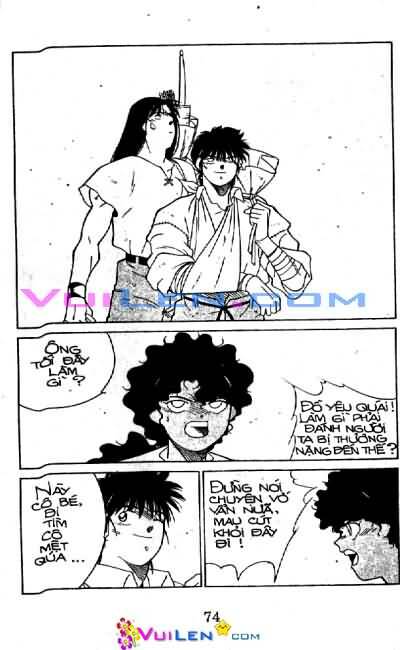 VuiLen.com
ÔNG
TỚI ĐÂY
LÀM
GÌ?
ĐỒ YÊU QUÁI!
LÀM GÌ PHẢI
ĐÁNH NGƯỜI
TA BỊ THƯƠNG
NẶNG ĐẾN THẾ?
NÀY
CÔ BÉ,
ĐI
TÌM
CÔ
MỆT
QÚA...
ĐỪNG NÓI
CHUYỆN VỚ
VẨN NỮA,
MAU CÚT
KHỎI ĐÂY
ĐI!
74
VuiLen.com